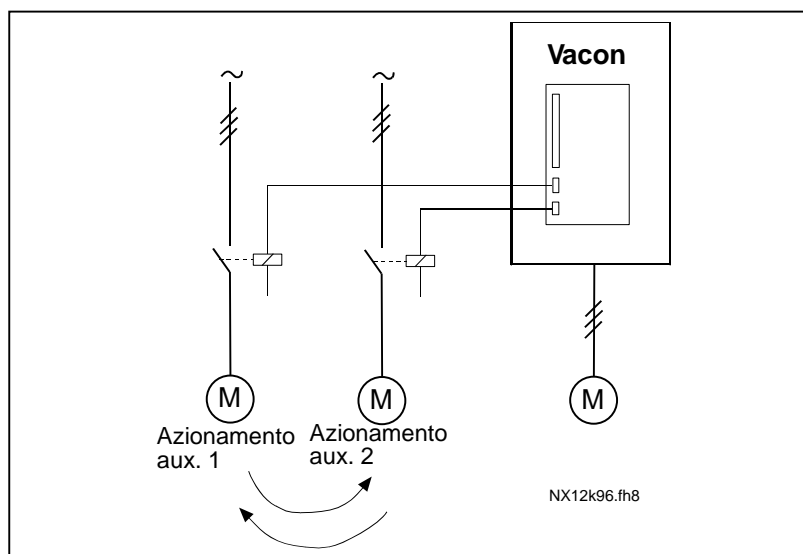 Vacon
M
M
M
Azionamento
aux. 1
Azionamento
aux. 2
NX12k96.fh8